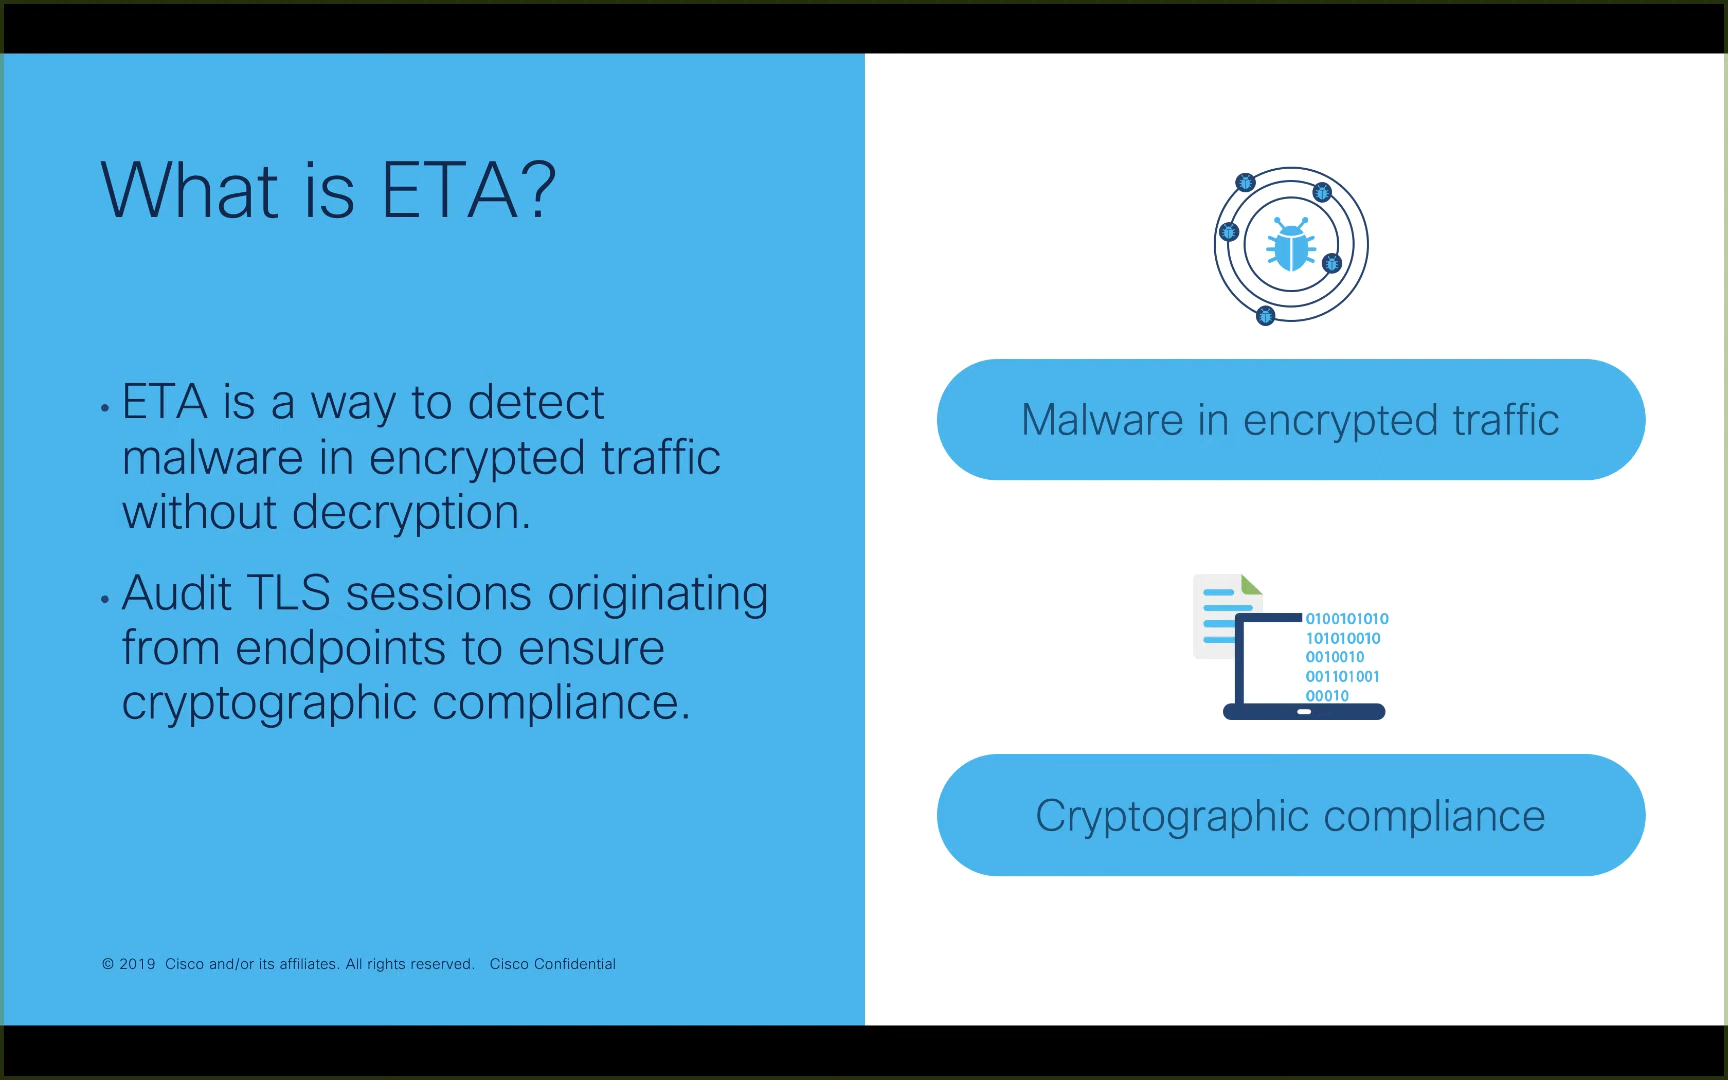 What is ETA?
• ETA is a way to detect
malware in encrypted traffic
without decryption.
• Audit TLS sessions originating
from endpoints to ensure
cryptographic compliance.
© 2019 Cisco and/or its affiliates. All rights reserved. Cisco Confidential
Malware in encrypted traffic
0100101010
101010010
0010010
001101001
00010
Cryptographic compliance